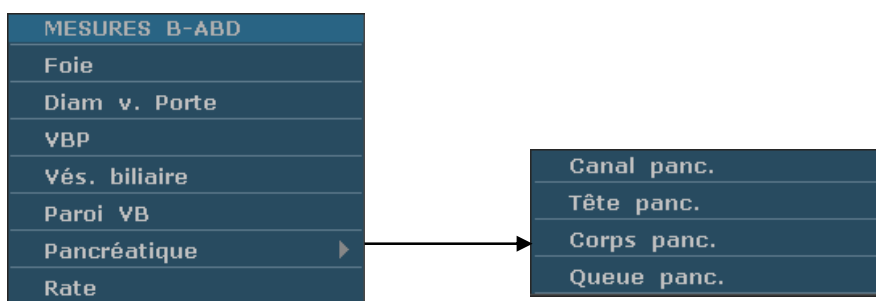 MESURES B-ABD
Foie
Diam v. Porte
VBP
Vés. biliaire
Paroi VB
Pancréatique
Rate
Canal panc.
Tête panc.
Corps panc.
Queue panc.